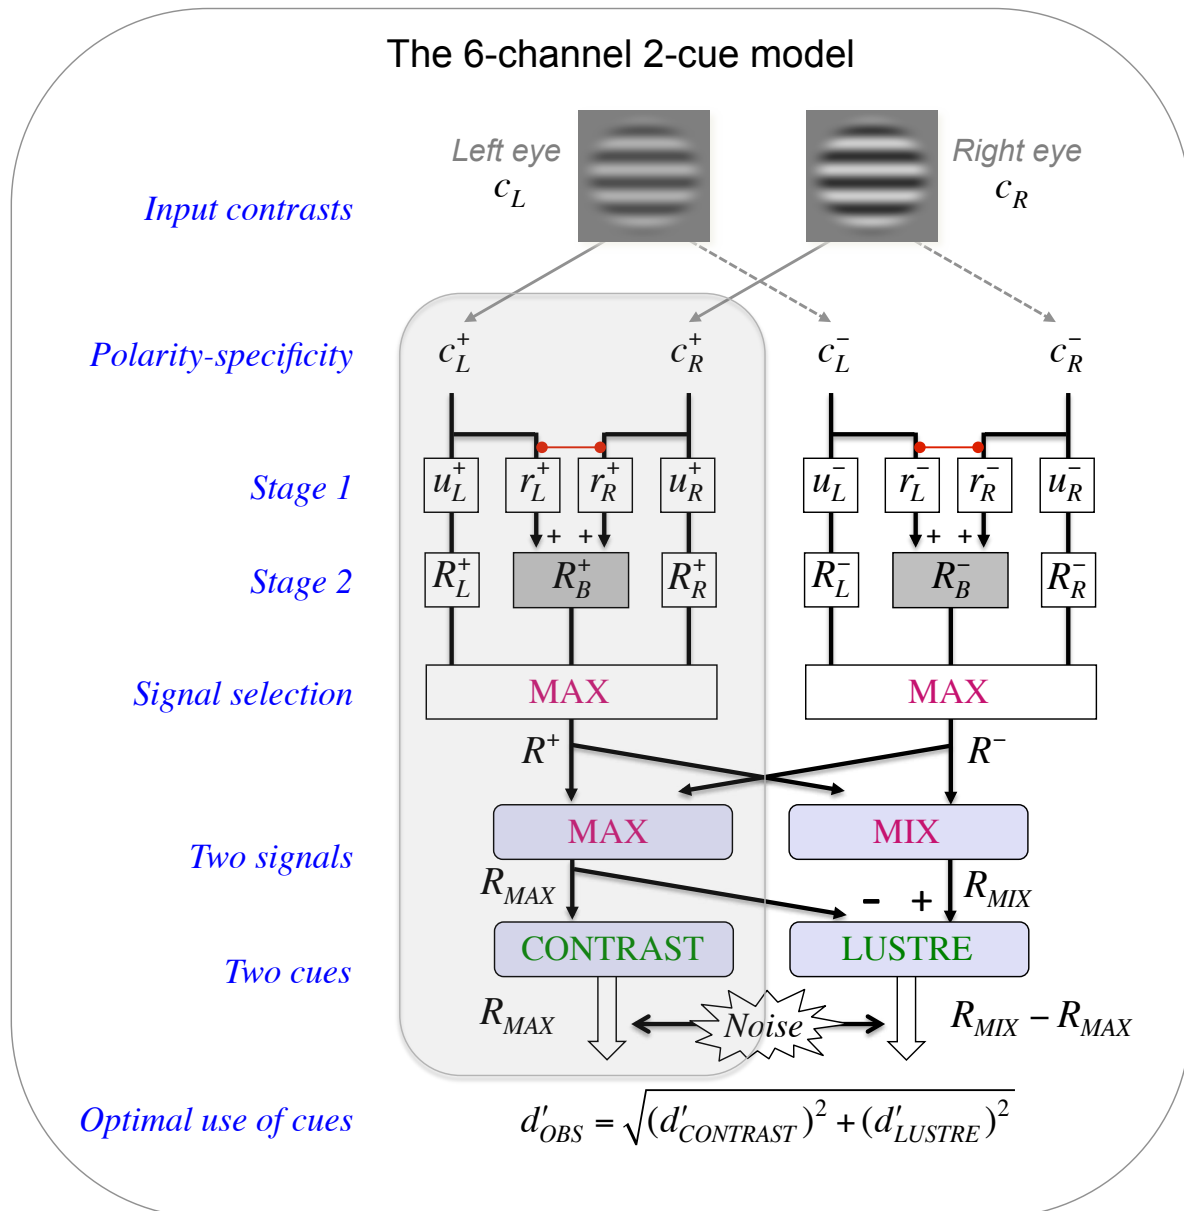 The 6-channel 2-cue model
Left eye
Right eye
c_L
c_R
Input contrasts
Polarity-specificity
c_L^+
c_R^+
c_L^−
c_R^−
Stage 1
u_L^+
r_L^+
r_R^+
u_R^+
u_L^−
r_L^−
r_R^−
u_R^−
+ +
+ +
Stage 2
R_L^+
R_B^+
R_R^+
R_L^−
R_B^−
R_R^−
Signal selection
MAX
MAX
R^+
R^−
Two signals
MAX
MIX
R_MAX
- +
R_MIX
Two cues
CONTRAST
LUSTRE
R_MAX
Noise
R_MIX − R_MAX
Optimal use of cues
d′_OBS = √((d′_CONTRAST)^2 + (d′_LUSTRE)^2)